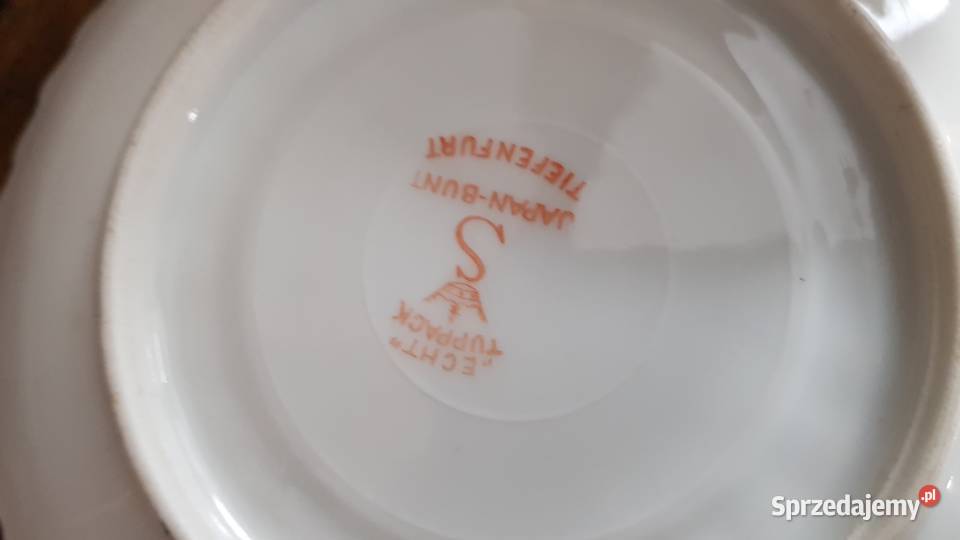 „ECHT“
TUPPACK
S
JAPAN-BUNT
TIEFENFURT
Sprzedajemy.pl